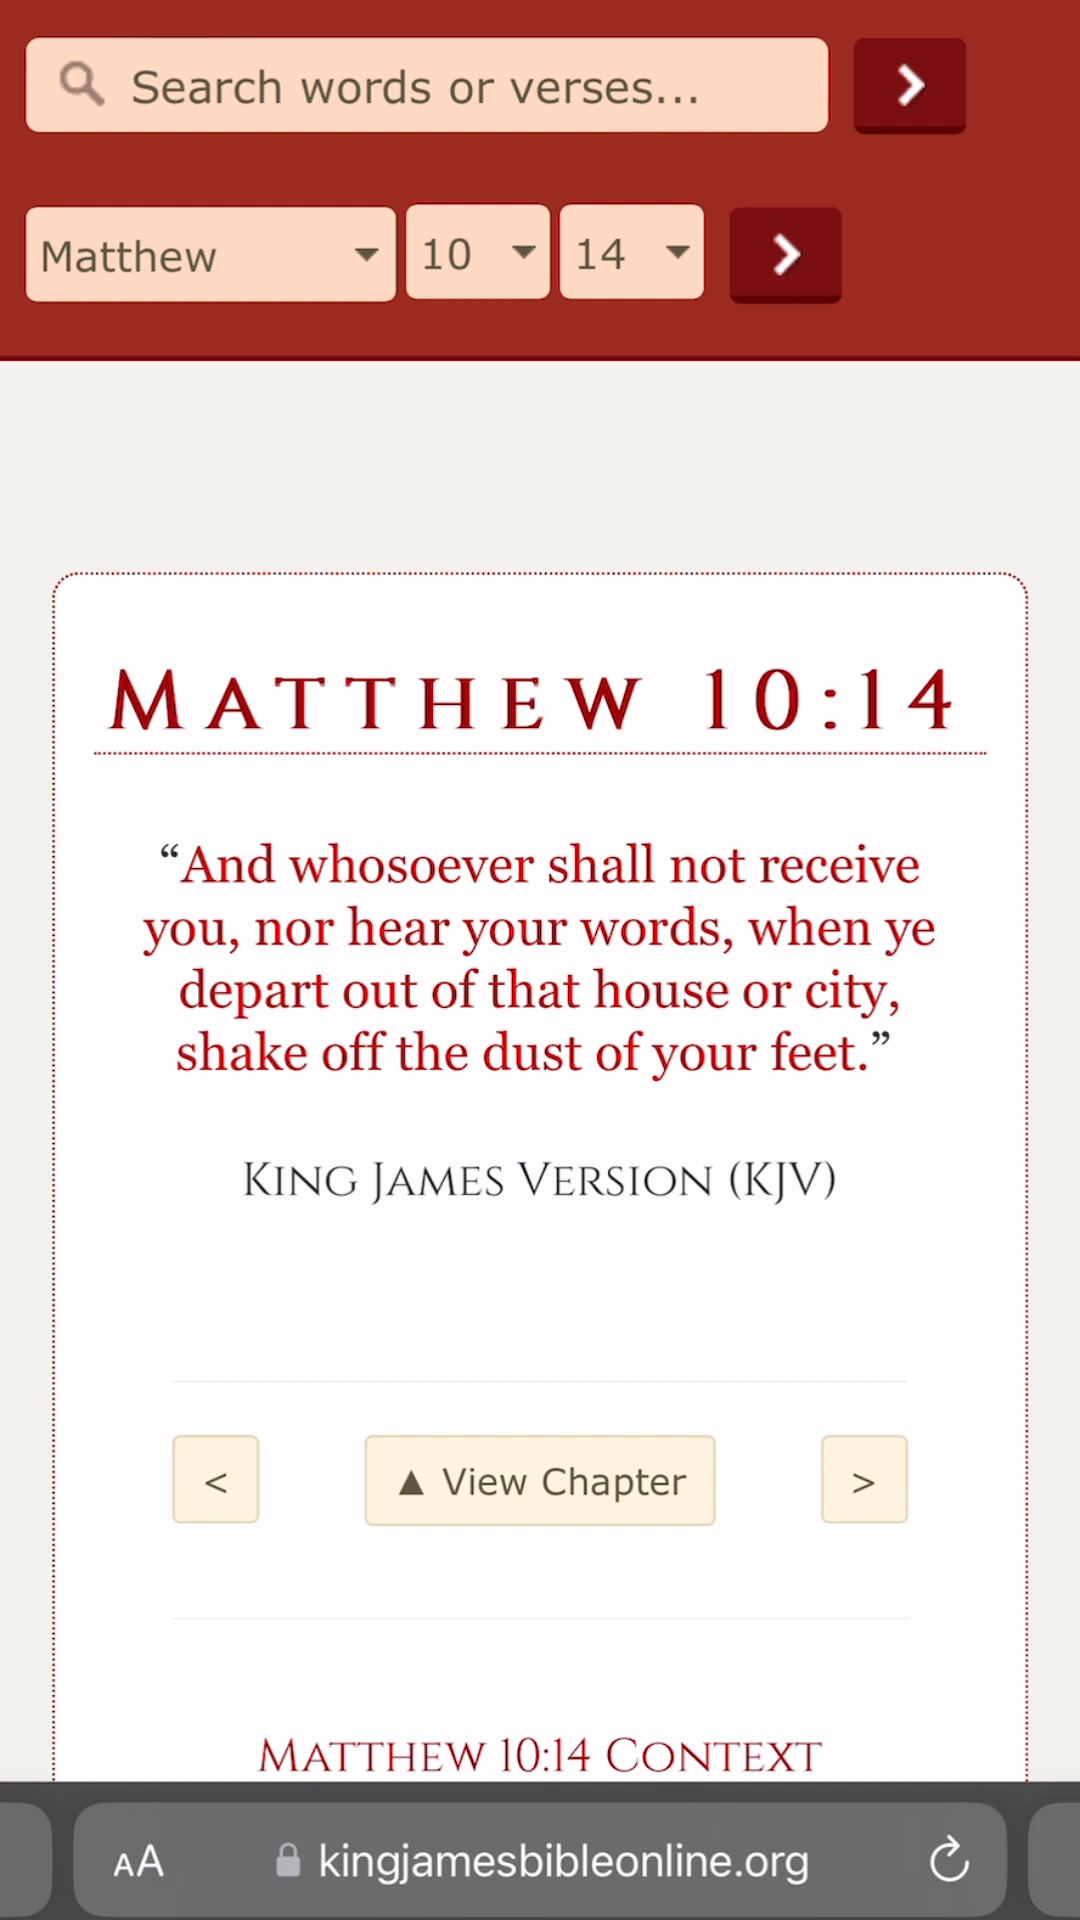 Search words or verses...
Matthew 10 14
MATTHEW 10:14
“And whosoever shall not receive
you, nor hear your words, when ye
depart out of that house or city,
shake off the dust of your feet.”
KING JAMES VERSION (KJV)
< ▲ View Chapter >
MATTHEW 10:14 CONTEXT
AA kingjamesbibleonline.org